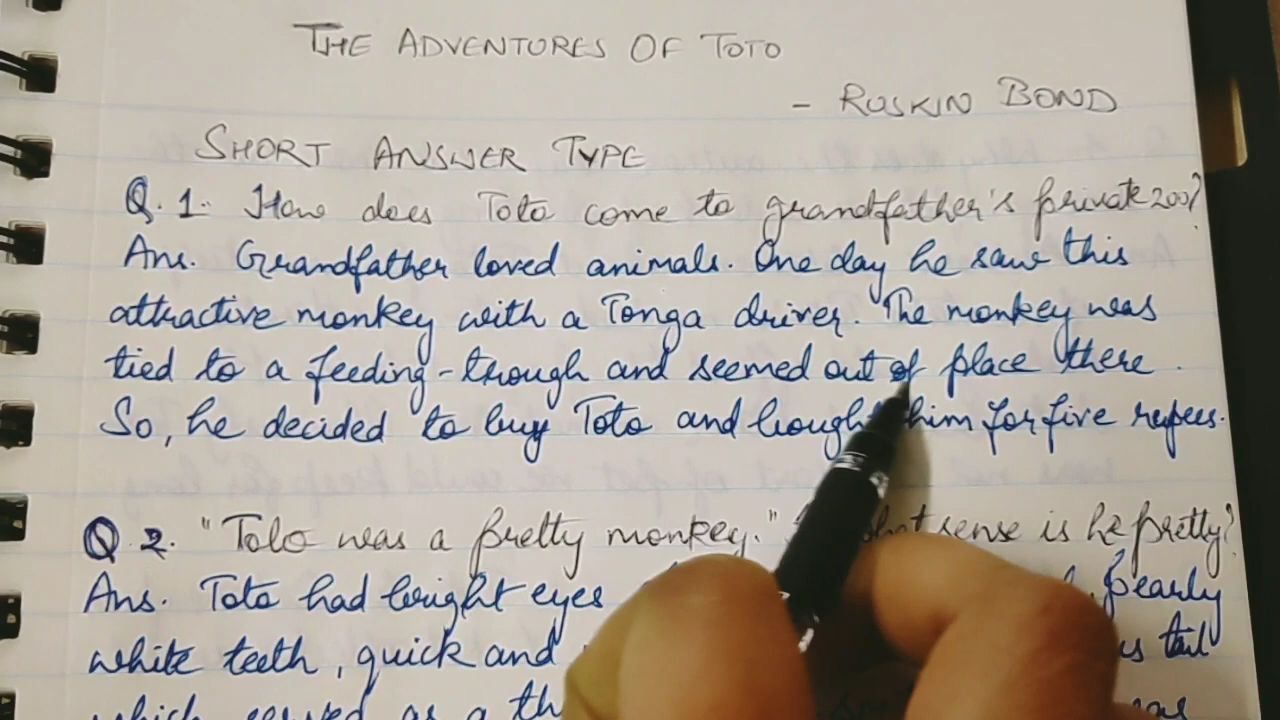 THE ADVENTURES OF TOTO
- RUSKIN BOND
SHORT ANSWER TYPE
Q. 1. How does Toto come to grandfather's private zoo?
Ans. Grandfather loved animals. One day he saw this
attractive monkey with a Tonga driver. The monkey was
tied to a feeding-trough and seemed out of place there.
So, he decided to buy Toto and bought him for five rupees.
Q. 2. "Toto was a pretty monkey." sense is he pretty?
Ans. Toto had bright eyes pearly
white teeth, quick and tail
which served as a